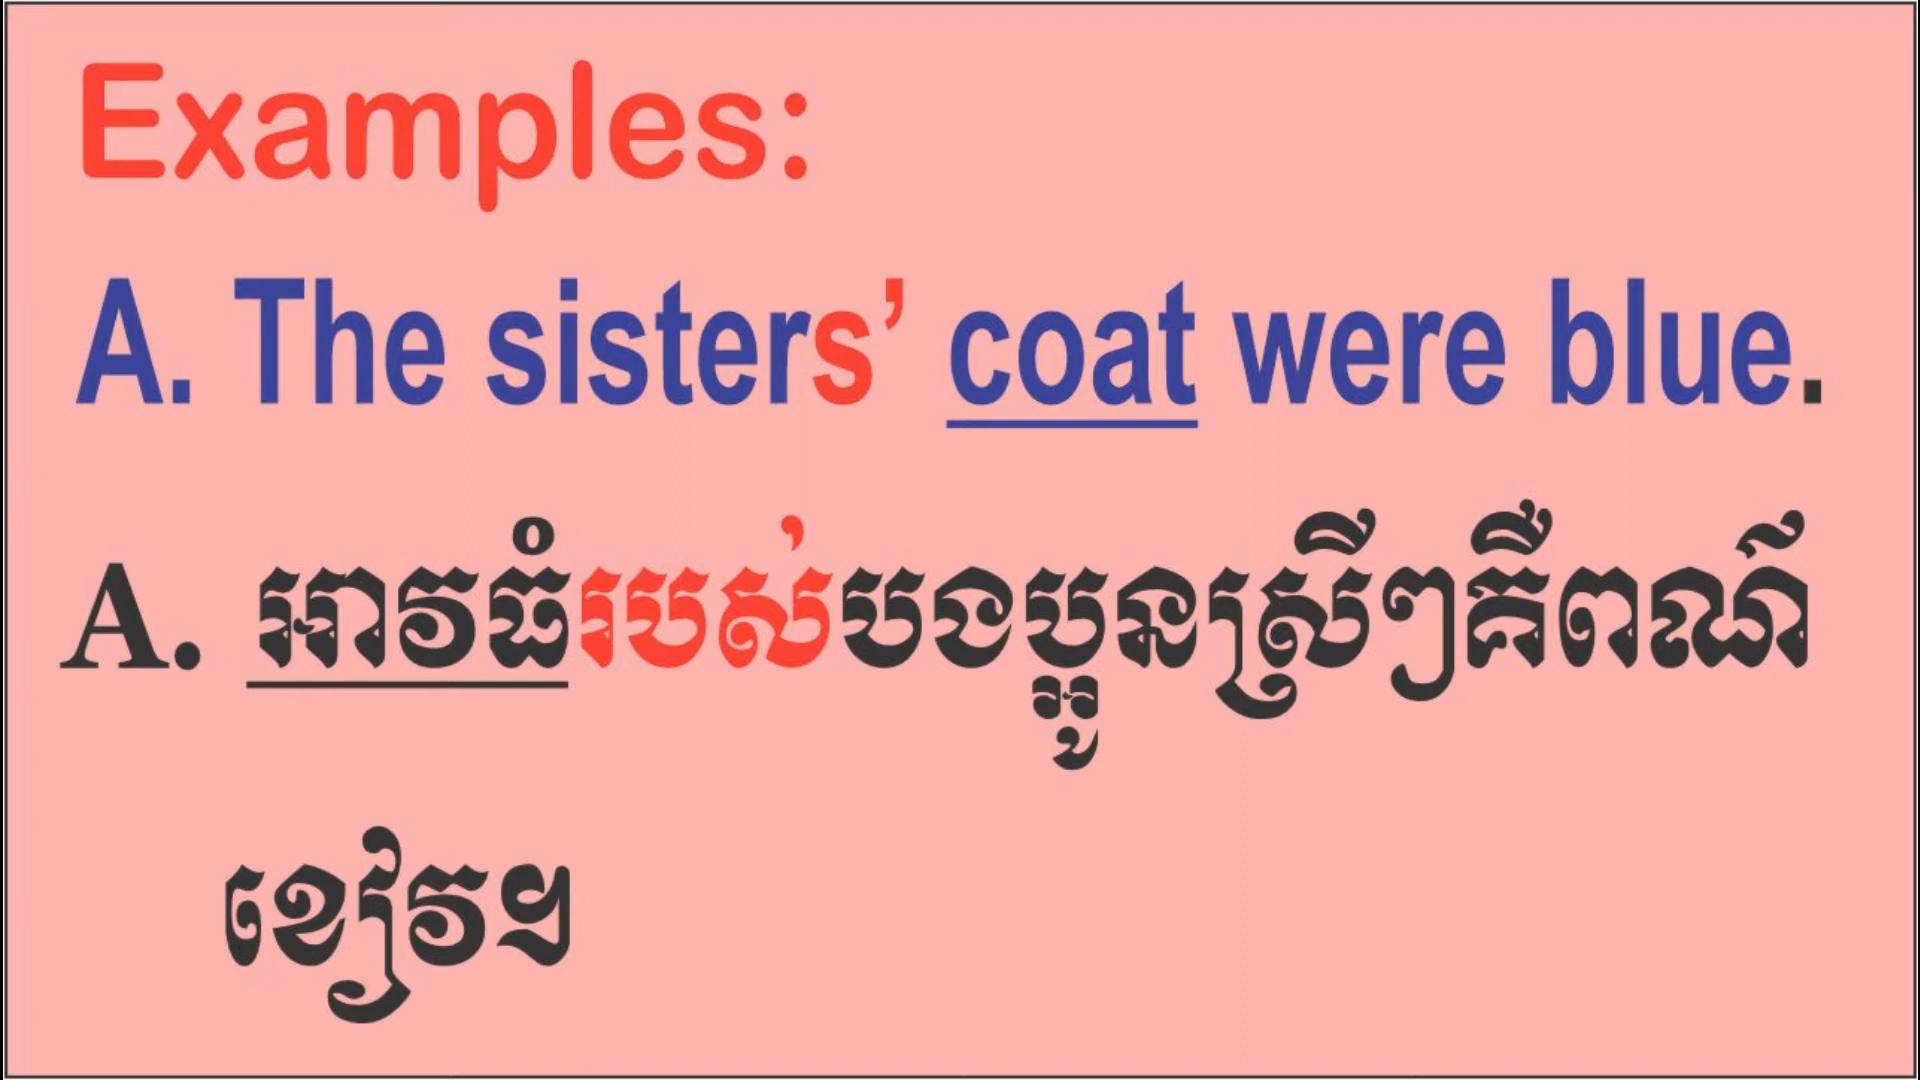 Examples:
A. The sisters’ coat were blue.
A. អាវធំរបស់បងប្អូនស្រីៗគឺពណ៌
ខៀវ។